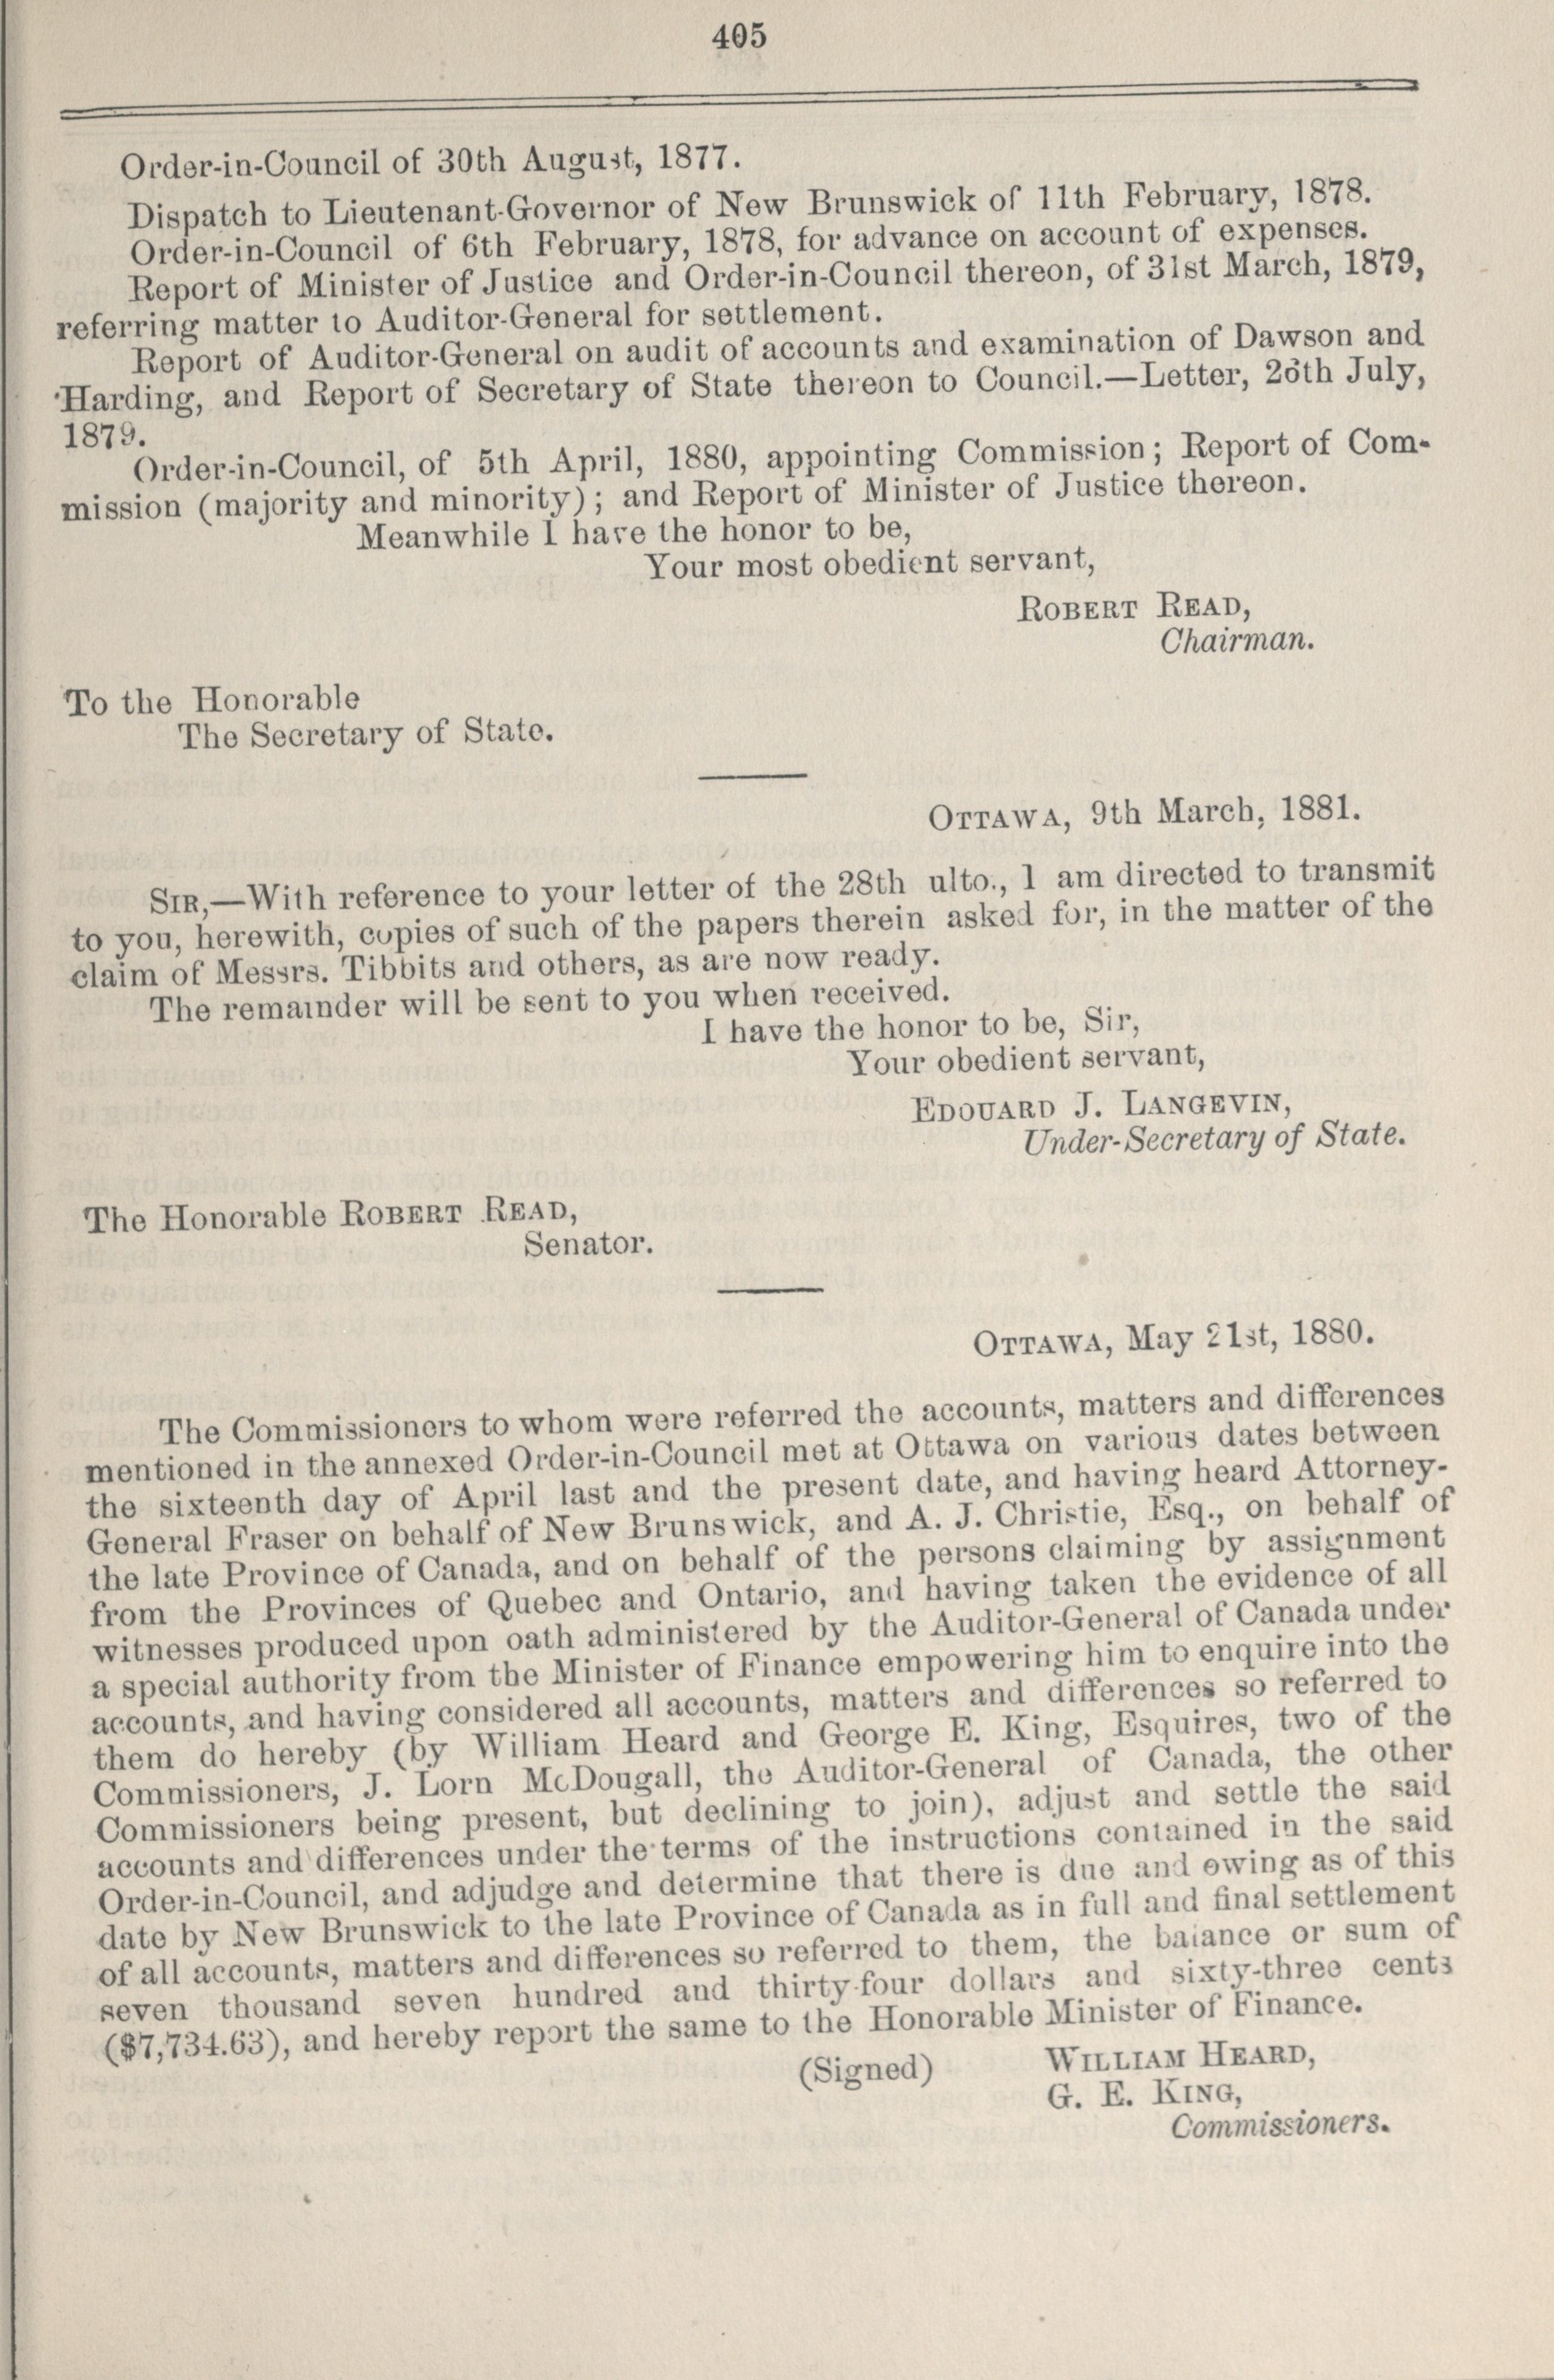 405
Order-in-Council of 30th August, 1877.
Dispatch to Lieutenant-Governor of New Brunswick of 11th February, 1878.
Order-in-Council of 6th February, 1878, for advance on account of expenses.
Report of Minister of Justice and Order-in-Council thereon, of 31st March, 1879,
referring matter to Auditor-General for settlement.
Report of Auditor-General on audit of accounts and examination of Dawson and
Harding, and Report of Secretary of State thereon to Council.—Letter, July,
1879.
Order-in-Council, of 5th April, 1880, appointing Commission; Report of Com-
mission (majority and minority); and Report of Minister of Justice thereon.
Meanwhile I have the honor to be,
Your most obedient servant,
ROBERT READ,
Chairman.
To the Honorable
The Secretary of State.
OTTAWA, 9th March, 1881.
SIR,—With reference to your letter of the 28th ulto., I am directed to transmit
to you, herewith, copies of such of the papers therein asked for, in the matter of the
claim of Messrs. Tibbits and others, as are now ready.
The remainder will be sent to you when received.
I have the honor to be, Sir,
Your obedient servant,
EDOUARD J. LANGEVIN,
Under-Secretary of State.
The Honorable ROBERT READ,
Senator.
OTTAWA, May 21st, 1880.
The Commissioners to whom were referred the accounts, matters and differences
mentioned in the annexed Order-in-Council met at Ottawa on various dates between
the sixteenth day of April last and the present date, and having heard Attorney-
General Fraser on behalf of New Brunswick, and A. J. Christie, Esq., on behalf of
the late Province of Canada, and on behalf of the persons claiming by assignment
from the Provinces of Quebec and Ontario, and having taken the evidence of all
witnesses produced upon oath administered by the Auditor-General of Canada under
a special authority from the Minister of Finance empowering him to enquire into the
accounts, and having considered all accounts, matters and differences so referred to
them do hereby (by William Heard and George E. King, Esquires, two of the
Commissioners, J. Lorn McDougall, the Auditor-General of Canada, the other
Commissioners being present, but declining to join), adjust and settle the said
accounts and differences under the terms of the instructions contained in the said
Order-in-Council, and adjudge and determine that there is due and owing as of this
date by New Brunswick to the late Province of Canada as in full and final settlement
of all accounts, matters and differences so referred to them, the balance or sum of
seven thousand seven hundred and thirty-four dollars and sixty-three cents
($7,734.63), and hereby report the same to the Honorable Minister of Finance.
(Signed) WILLIAM HEARD,
G. E. KING,
Commissioners.